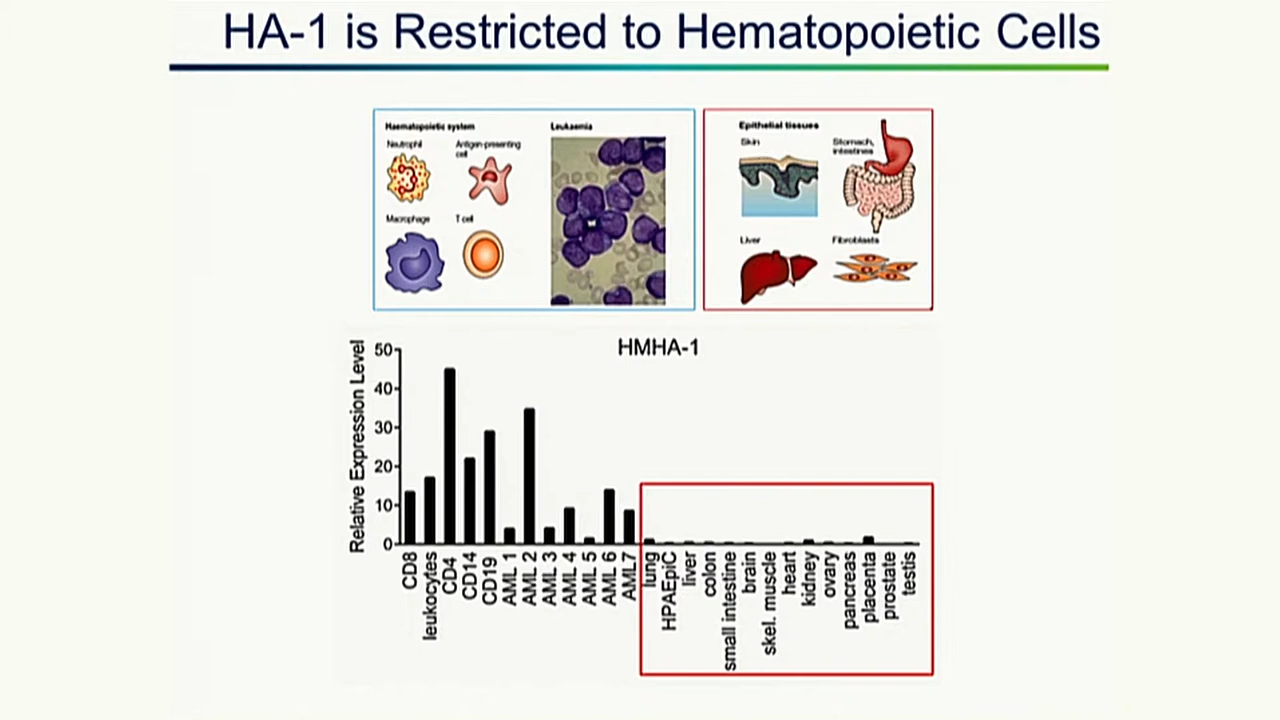 HA-1 is Restricted to Hematopoietic Cells
Haematopoietic system
Leukaemia
Neutrophil
Antigen-presenting
cell
Macrophage
T cell
Epithelial tissues
Skin
Stomach,
intestines
Liver
Fibroblasts
HMHA-1
Relative Expression Level
50
40
30
20
10
0
CD8
leukocytes
CD4
CD14
CD19
AML 1
AML 2
AML 3
AML 4
AML 5
AML 6
AML7
lung
HPAEpiC
liver
colon
small intestine
brain
skel. muscle
heart
kidney
ovary
pancreas
placenta
prostate
testis